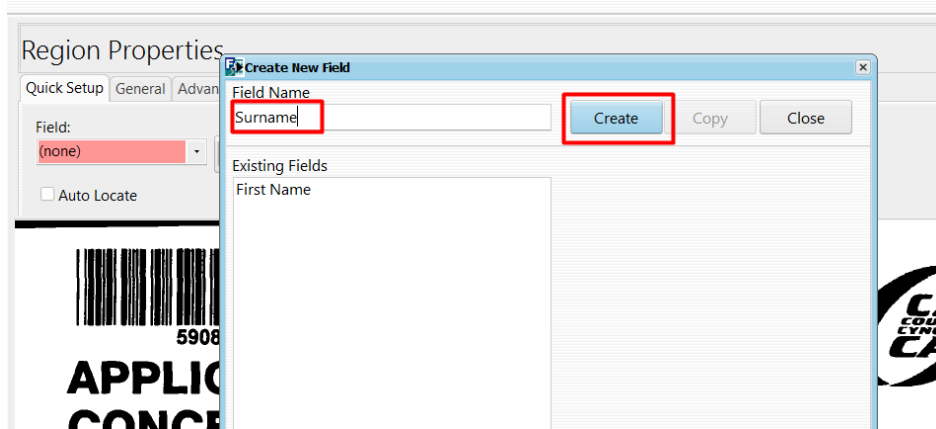 Region Properties
Create New Field
Quick Setup General Advan
Field Name
Surname
Create Copy Close
Field:
(none)
Existing Fields
First Name
Auto Locate
5908
APPLIC
CONCE